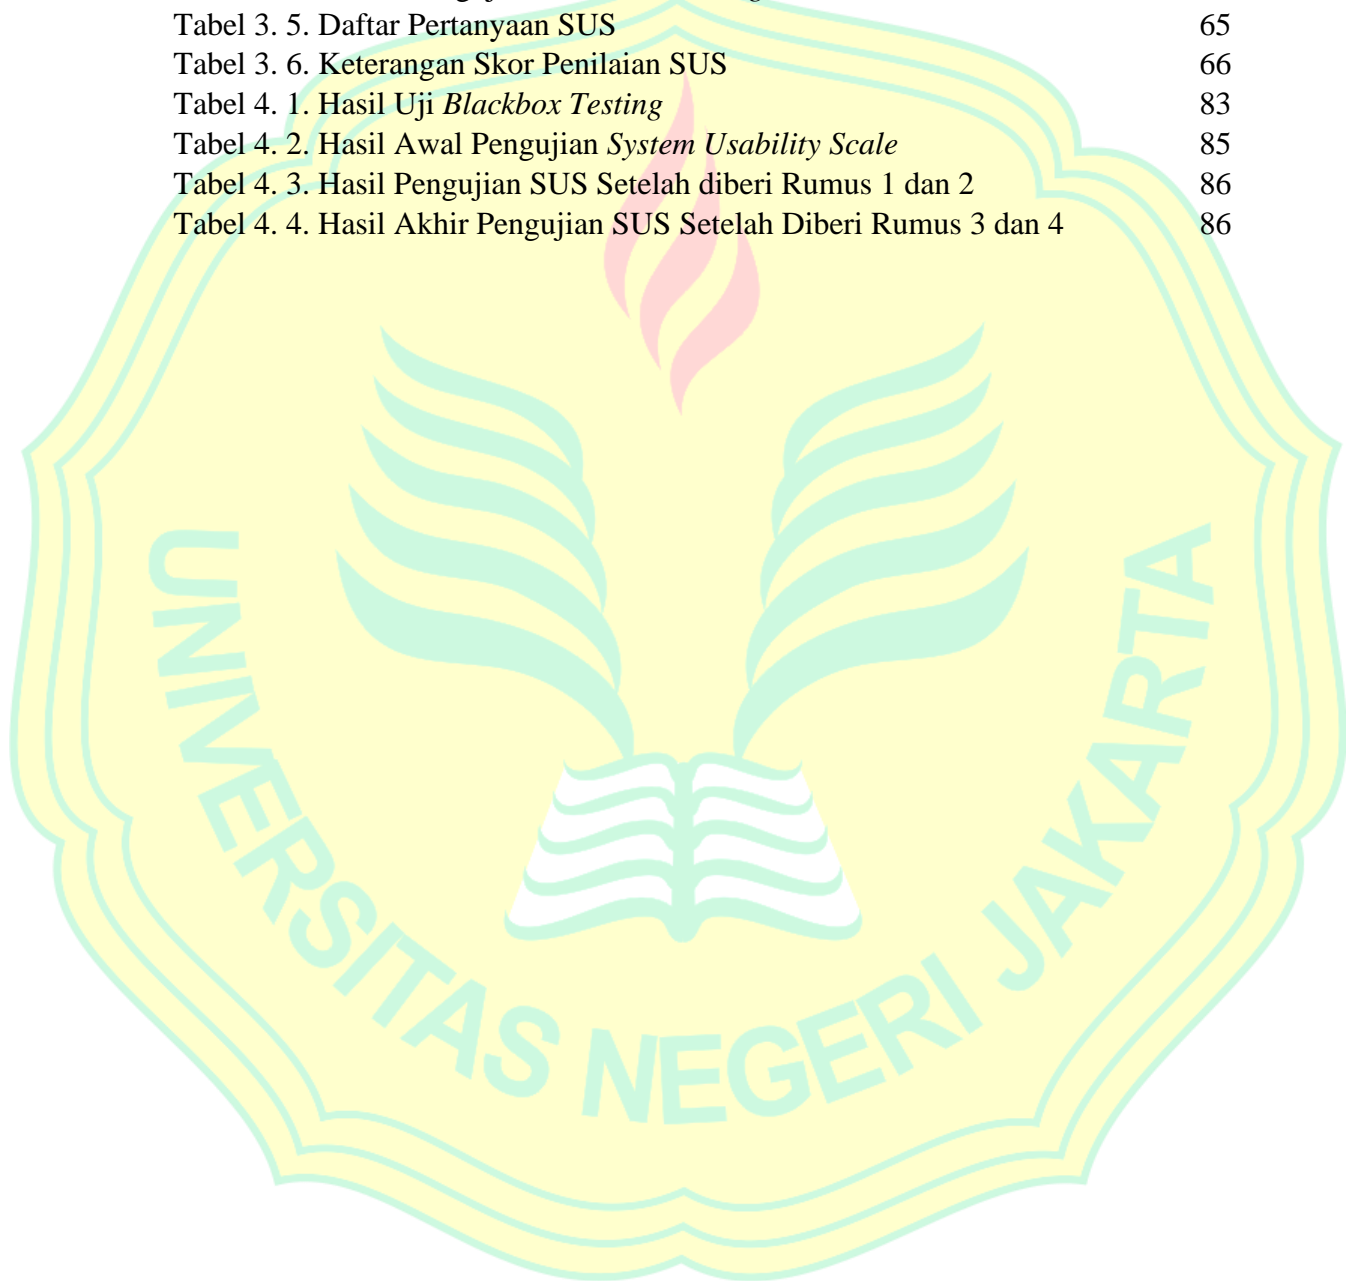 Tabel 3. 5. Daftar Pertanyaan SUS 65
Tabel 3. 6. Keterangan Skor Penilaian SUS 66
Tabel 4. 1. Hasil Uji Blackbox Testing 83
Tabel 4. 2. Hasil Awal Pengujian System Usability Scale 85
Tabel 4. 3. Hasil Pengujian SUS Setelah diberi Rumus 1 dan 2 86
Tabel 4. 4. Hasil Akhir Pengujian SUS Setelah Diberi Rumus 3 dan 4 86
UNIVERSITAS NEGERI JAKARTA